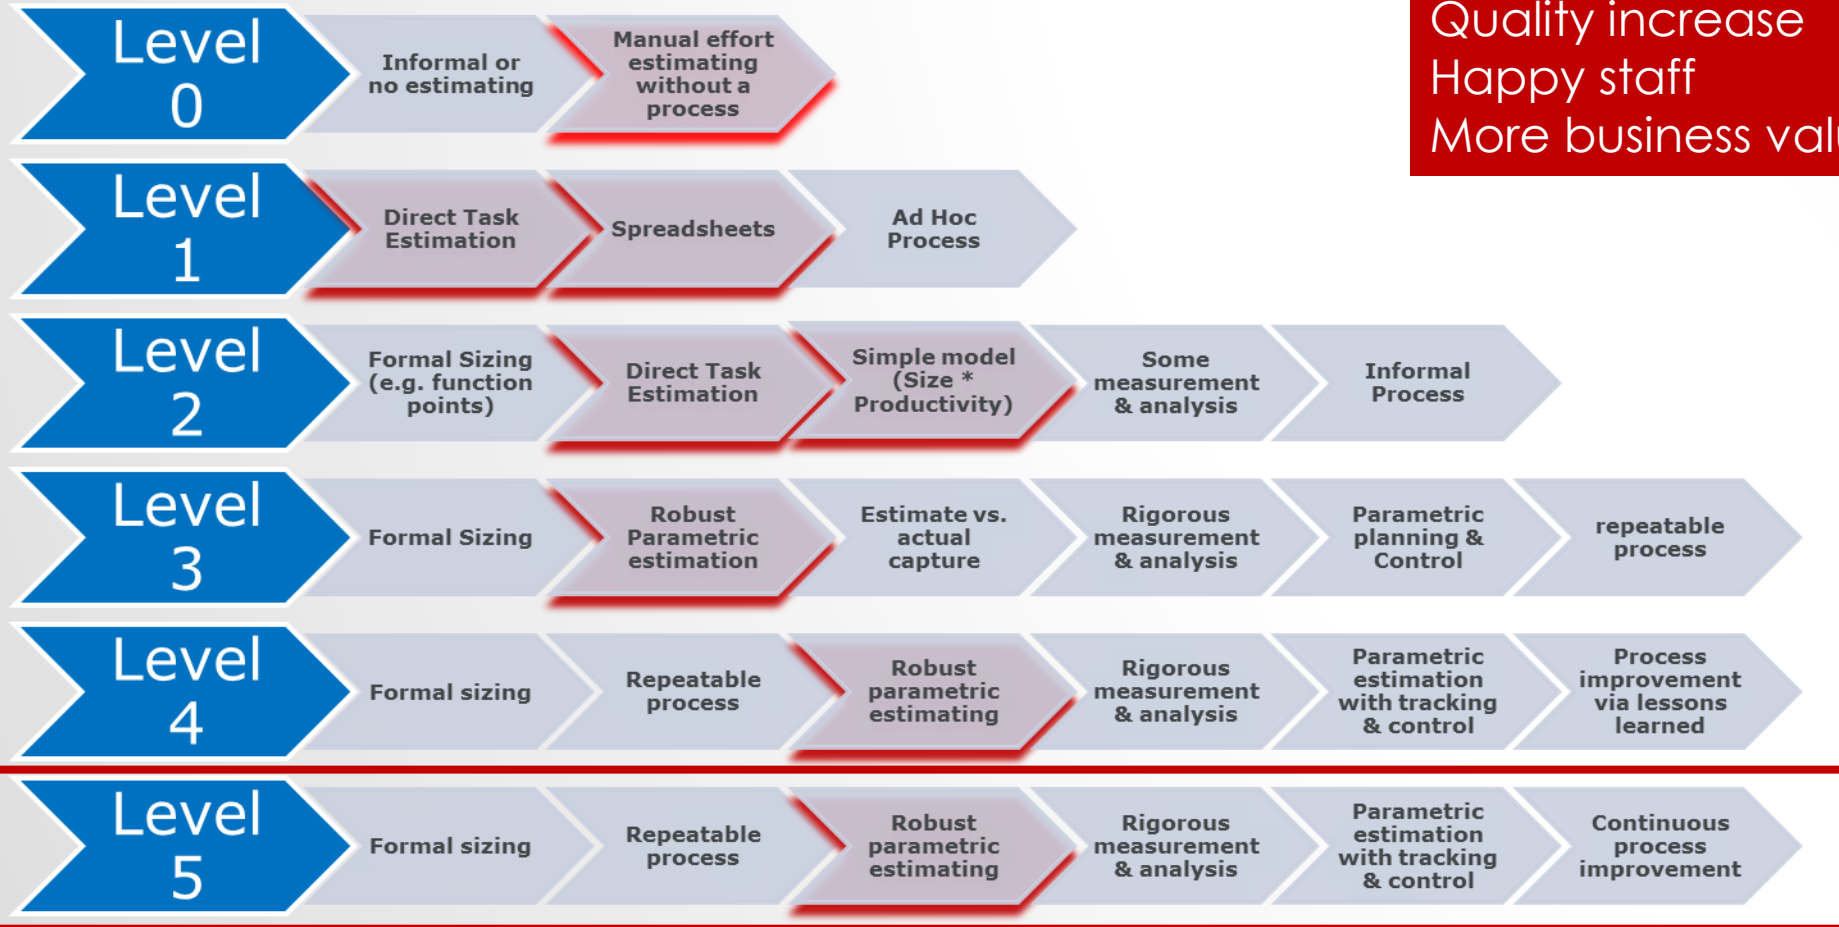 Quality increase
Happy staff
More business
Level
0
Informal or
no estimating
Manual effort
estimating
without a
process
Level
1
Direct Task
Estimation
Spreadsheets
Ad Hoc
Process
Level
2
Formal Sizing
(e.g. function
points)
Direct Task
Estimation
Simple model
(Size *
Productivity)
Some
measurement
& analysis
Informal
Process
Level
3
Formal Sizing
Robust
Parametric
estimation
Estimate vs.
actual
capture
Rigorous
measurement
& analysis
Parametric
planning &
Control
repeatable
process
Level
4
Formal sizing
Repeatable
process
Robust
parametric
estimating
Rigorous
measurement
& analysis
Parametric
estimation
with tracking
& control
Process
improvement
via lessons
learned
Level
5
Formal sizing
Repeatable
process
Robust
parametric
estimating
Rigorous
measurement
& analysis
Parametric
estimation
with tracking
& control
Continuous
process
improvement